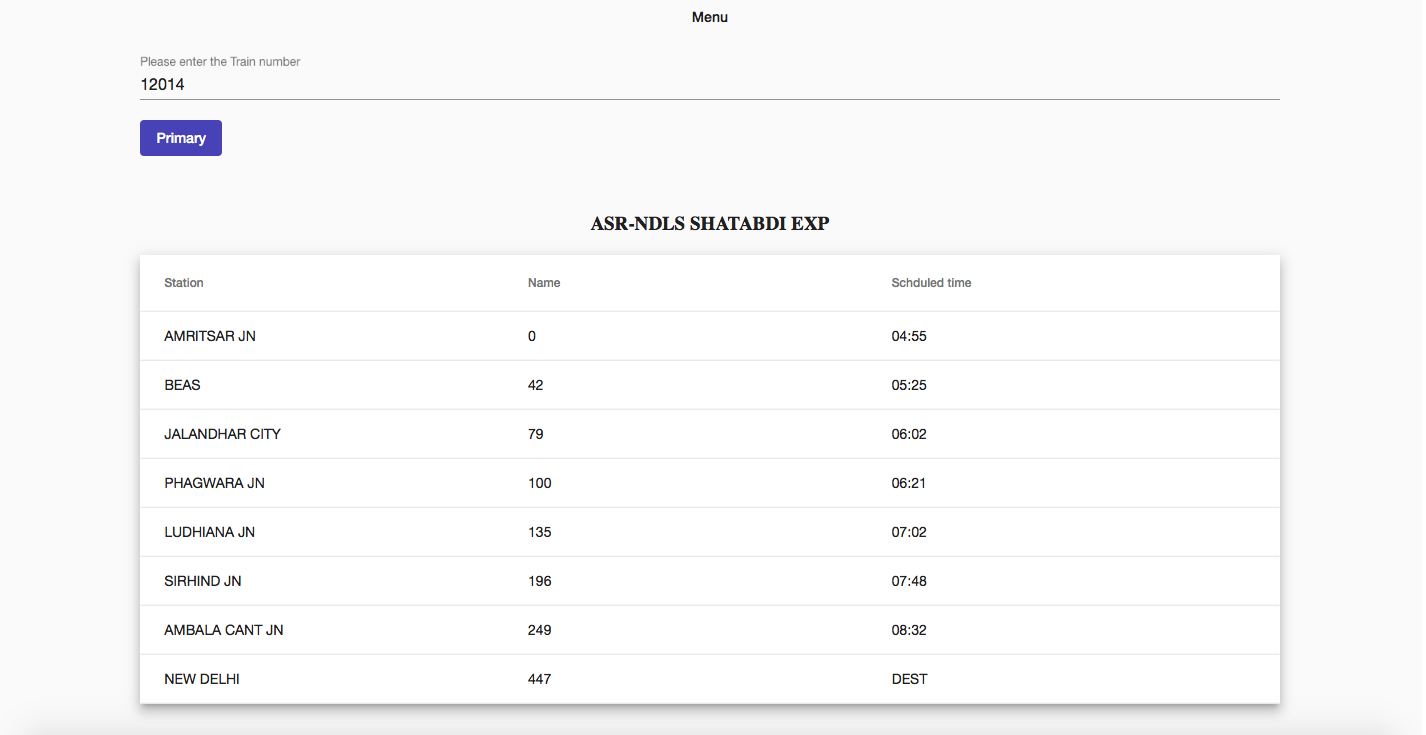 Menu
Please enter the Train number
12014
Primary
ASR-NDLS SHATABDI EXP
Station Name Schduled time
AMRITSAR JN 0 04:55
BEAS 42 05:25
JALANDHAR CITY 79 06:02
PHAGWARA JN 100 06:21
LUDHIANA JN 135 07:02
SIRHIND JN 196 07:48
AMBALA CANT JN 249 08:32
NEW DELHI 447 DEST